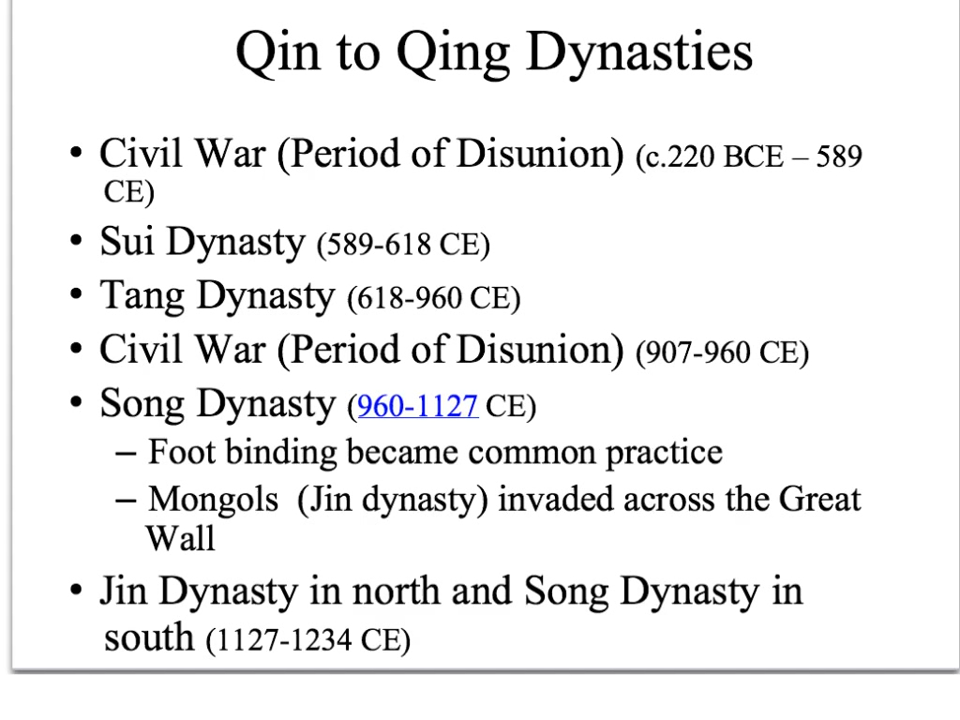 Qin to Qing Dynasties
• Civil War (Period of Disunion) (c.220 BCE – 589
CE)
• Sui Dynasty (589-618 CE)
• Tang Dynasty (618-960 CE)
• Civil War (Period of Disunion) (907-960 CE)
• Song Dynasty (960-1127 CE)
– Foot binding became common practice
– Mongols (Jin dynasty) invaded across the Great
Wall
• Jin Dynasty in north and Song Dynasty in
south (1127-1234 CE)